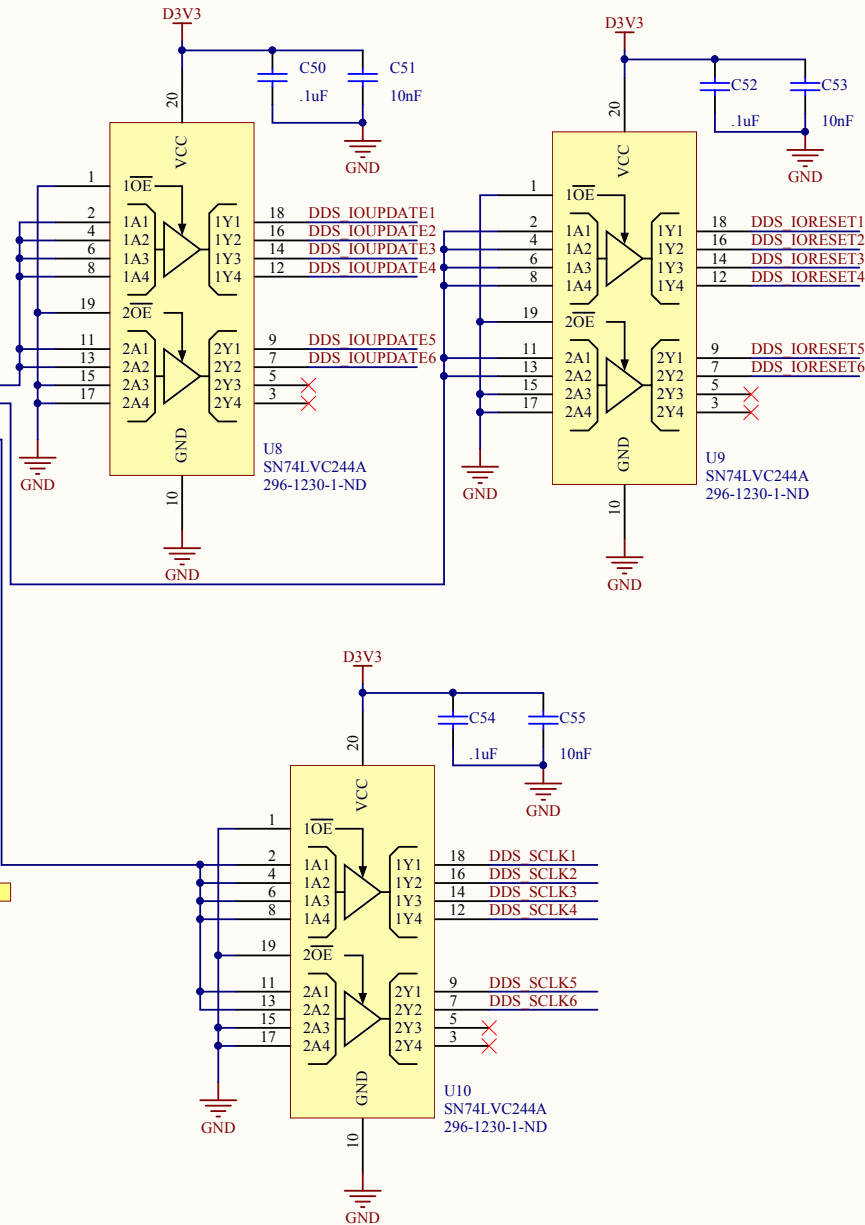 D3V3
C50
.1uF
C51
10nF
GND
20
VCC
1
1OE
2
1A1
1Y1
18
DDS_IOUPDATE1
4
1A2
1Y2
16
DDS_IOUPDATE2
6
1A3
1Y3
14
DDS_IOUPDATE3
8
1A4
1Y4
12
DDS_IOUPDATE4
19
2OE
11
2A1
2Y1
9
DDS_IOUPDATE5
13
2A2
2Y2
7
DDS_IOUPDATE6
15
2A3
2Y3
5
17
2A4
2Y4
3
GND
GND
10
GND
U8
SN74LVC244A
296-1230-1-ND
D3V3
C52
.1uF
C53
10nF
GND
20
VCC
1
1OE
2
1A1
1Y1
18
DDS_IORESET1
4
1A2
1Y2
16
DDS_IORESET2
6
1A3
1Y3
14
DDS_IORESET3
8
1A4
1Y4
12
DDS_IORESET4
19
2OE
11
2A1
2Y1
9
DDS_IORESET5
13
2A2
2Y2
7
DDS_IORESET6
15
2A3
2Y3
5
17
2A4
2Y4
3
GND
GND
10
GND
U9
SN74LVC244A
296-1230-1-ND
D3V3
C54
.1uF
C55
10nF
GND
20
VCC
1
1OE
2
1A1
1Y1
18
DDS_SCLK1
4
1A2
1Y2
16
DDS_SCLK2
6
1A3
1Y3
14
DDS_SCLK3
8
1A4
1Y4
12
DDS_SCLK4
19
2OE
11
2A1
2Y1
9
DDS_SCLK5
13
2A2
2Y2
7
DDS_SCLK6
15
2A3
2Y3
5
17
2A4
2Y4
3
GND
GND
10
GND
U10
SN74LVC244A
296-1230-1-ND